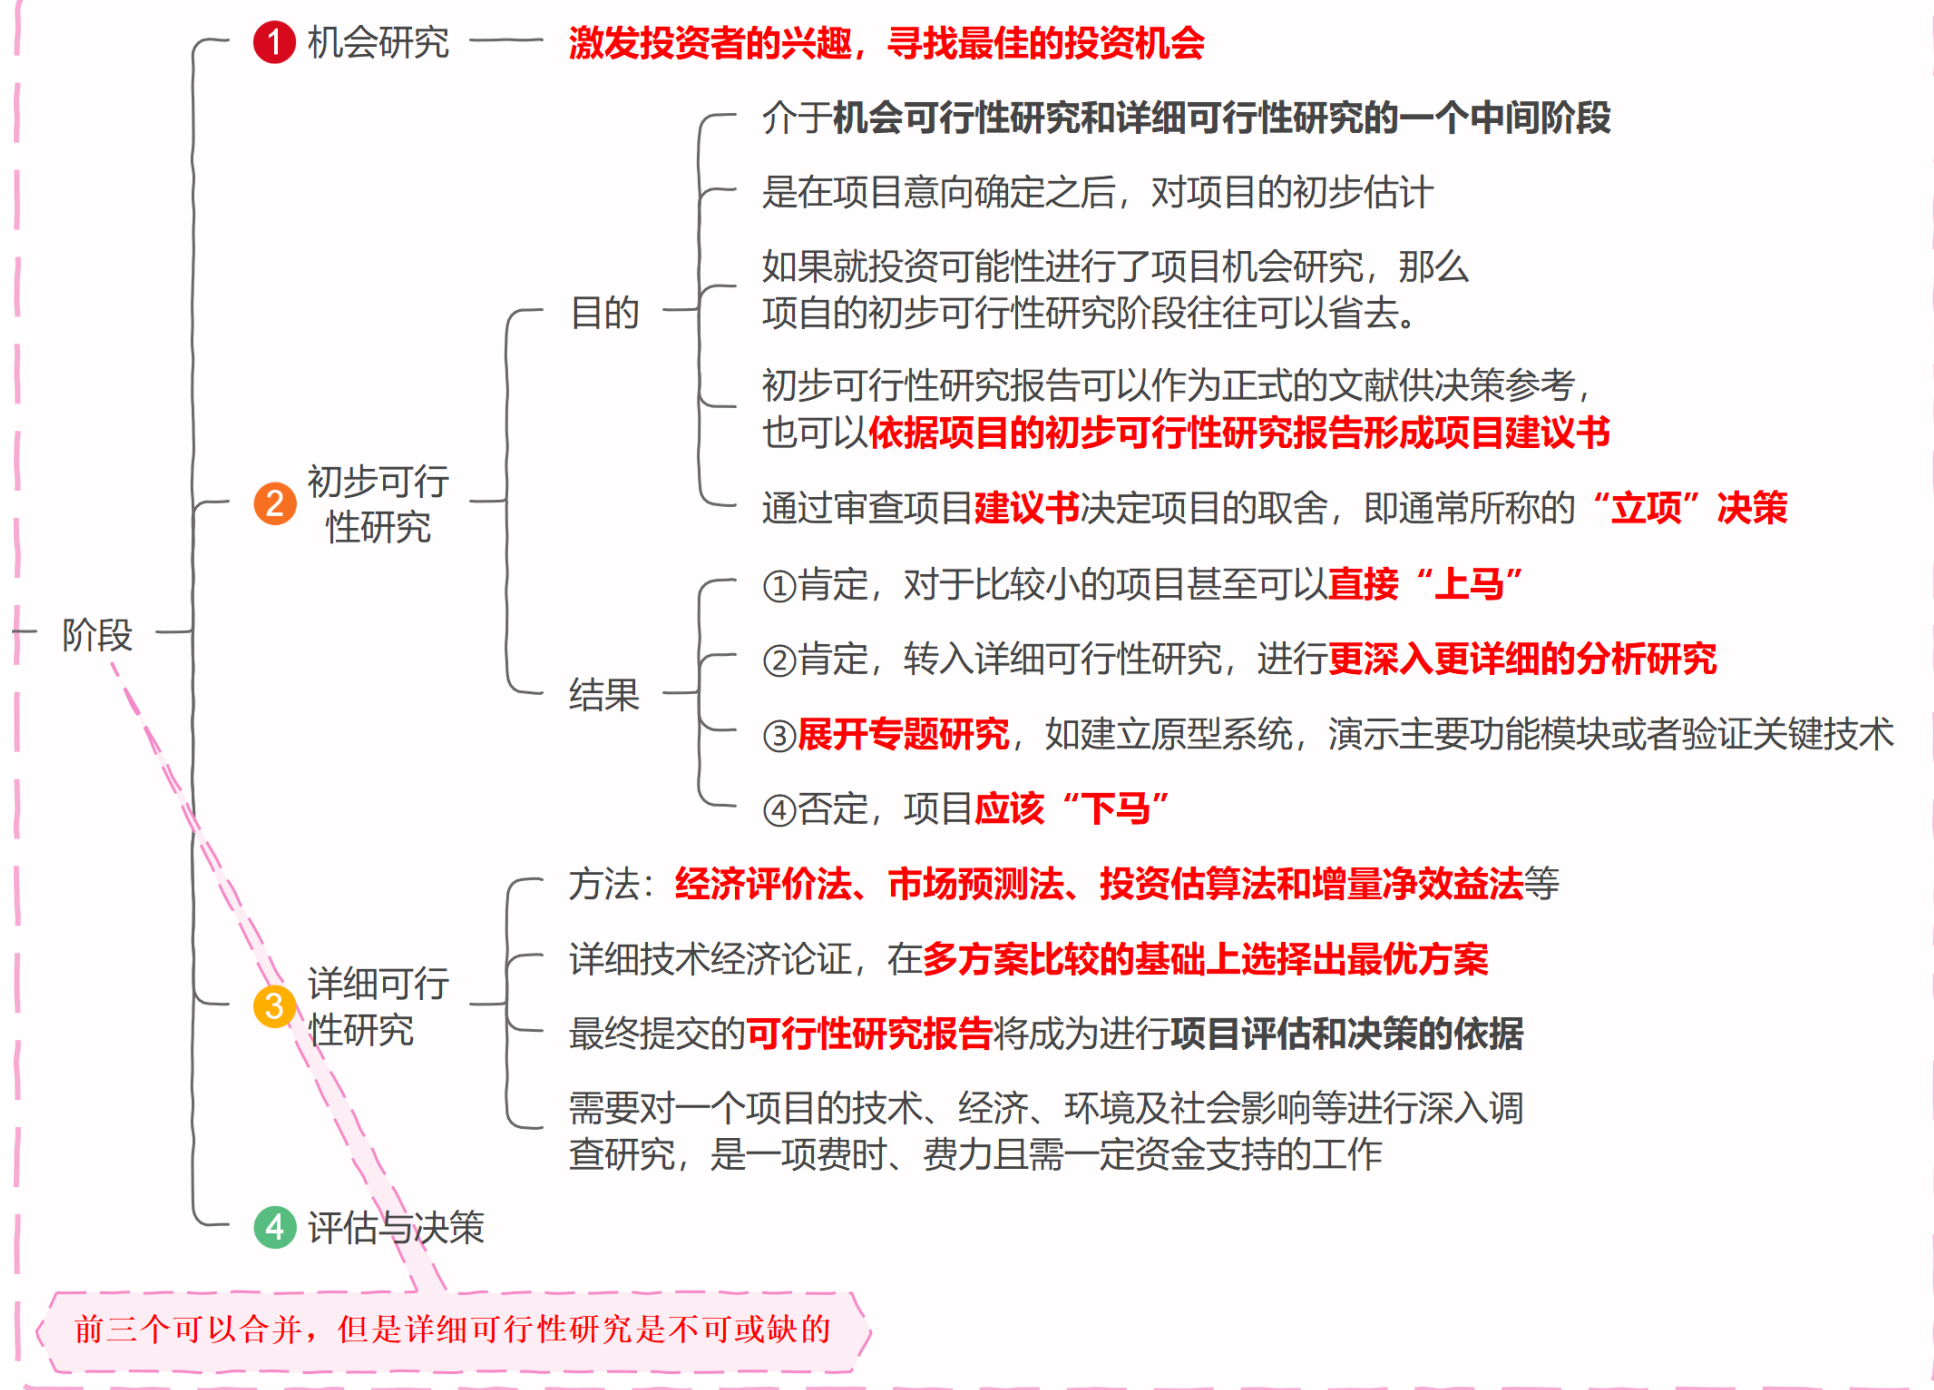 阶段
1 机会研究
激发投资者的兴趣，寻找最佳的投资机会
2 初步可行
性研究
目的
介于机会可行性研究和详细可行性研究的一个中间阶段
是在项目意向确定之后，对项目的初步估计
如果就投资可能性进行了项目机会研究，那么
项自的初步可行性研究阶段往往可以省去。
初步可行性研究报告可以作为正式的文献供决策参考，
也可以依据项目的初步可行性研究报告形成项目建议书
通过审查项目建议书决定项目的取舍，即通常所称的“立项”决策
结果
①肯定，对于比较小的项目甚至可以直接“上马”
②肯定，转入详细可行性研究，进行更深入更详细的分析研究
③展开专题研究，如建立原型系统，演示主要功能模块或者验证关键技术
④否定，项目应该“下马”
3 详细可行
性研究
方法：经济评价法、市场预测法、投资估算法和增量净效益法等
详细技术经济论证，在多方案比较的基础上选择出最优方案
最终提交的可行性研究报告将成为进行项目评估和决策的依据
需要对一个项目的技术、经济、环境及社会影响等进行深入调
查研究，是一项费时、费力且需一定资金支持的工作
4 评估与决策
前三个可以合并，但是详细可行性研究是不可或缺的